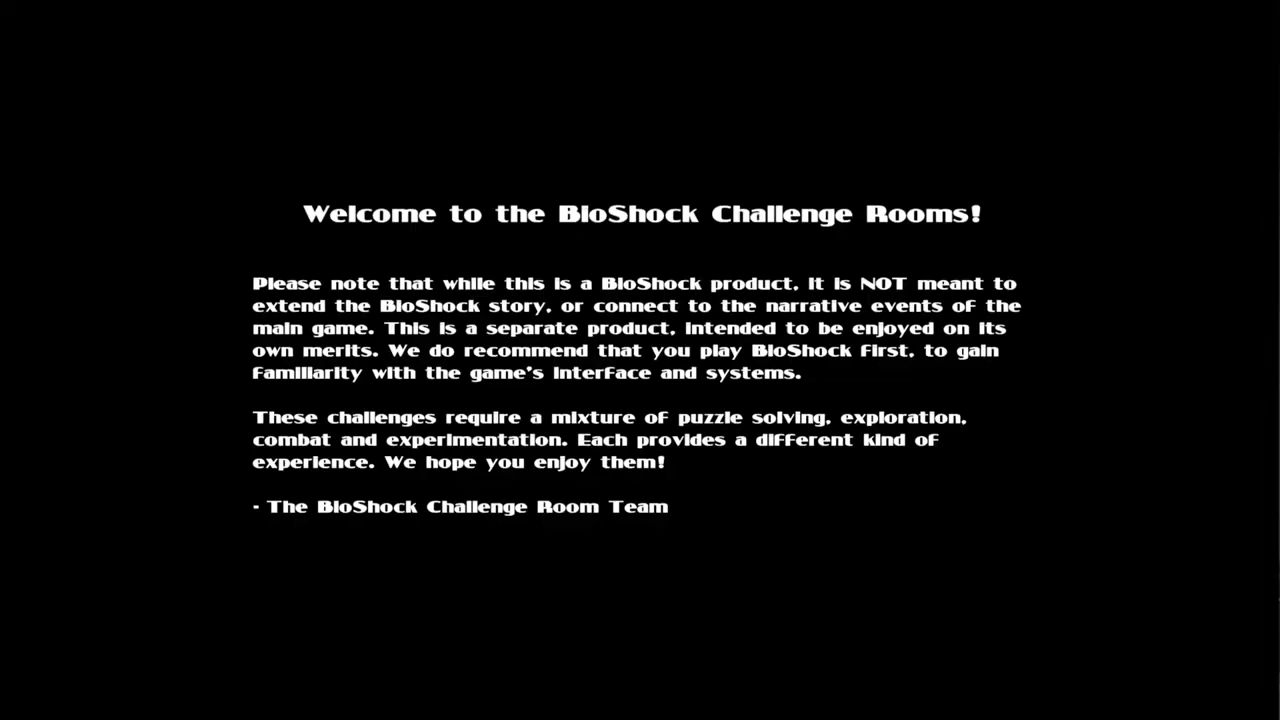 Welcome to the BioShock Challenge Rooms!
Please note that while this is a BioShock product, it is NOT meant to
extend the BioShock story, or connect to the narrative events of the
main game. This is a separate product, intended to be enjoyed on its
own merits. We do recommend that you play BioShock first, to gain
familiarity with the game's interface and systems.
These challenges require a mixture of puzzle solving, exploration,
combat and experimentation. Each provides a different kind of
experience. We hope you enjoy them!
- The BioShock Challenge Room Team